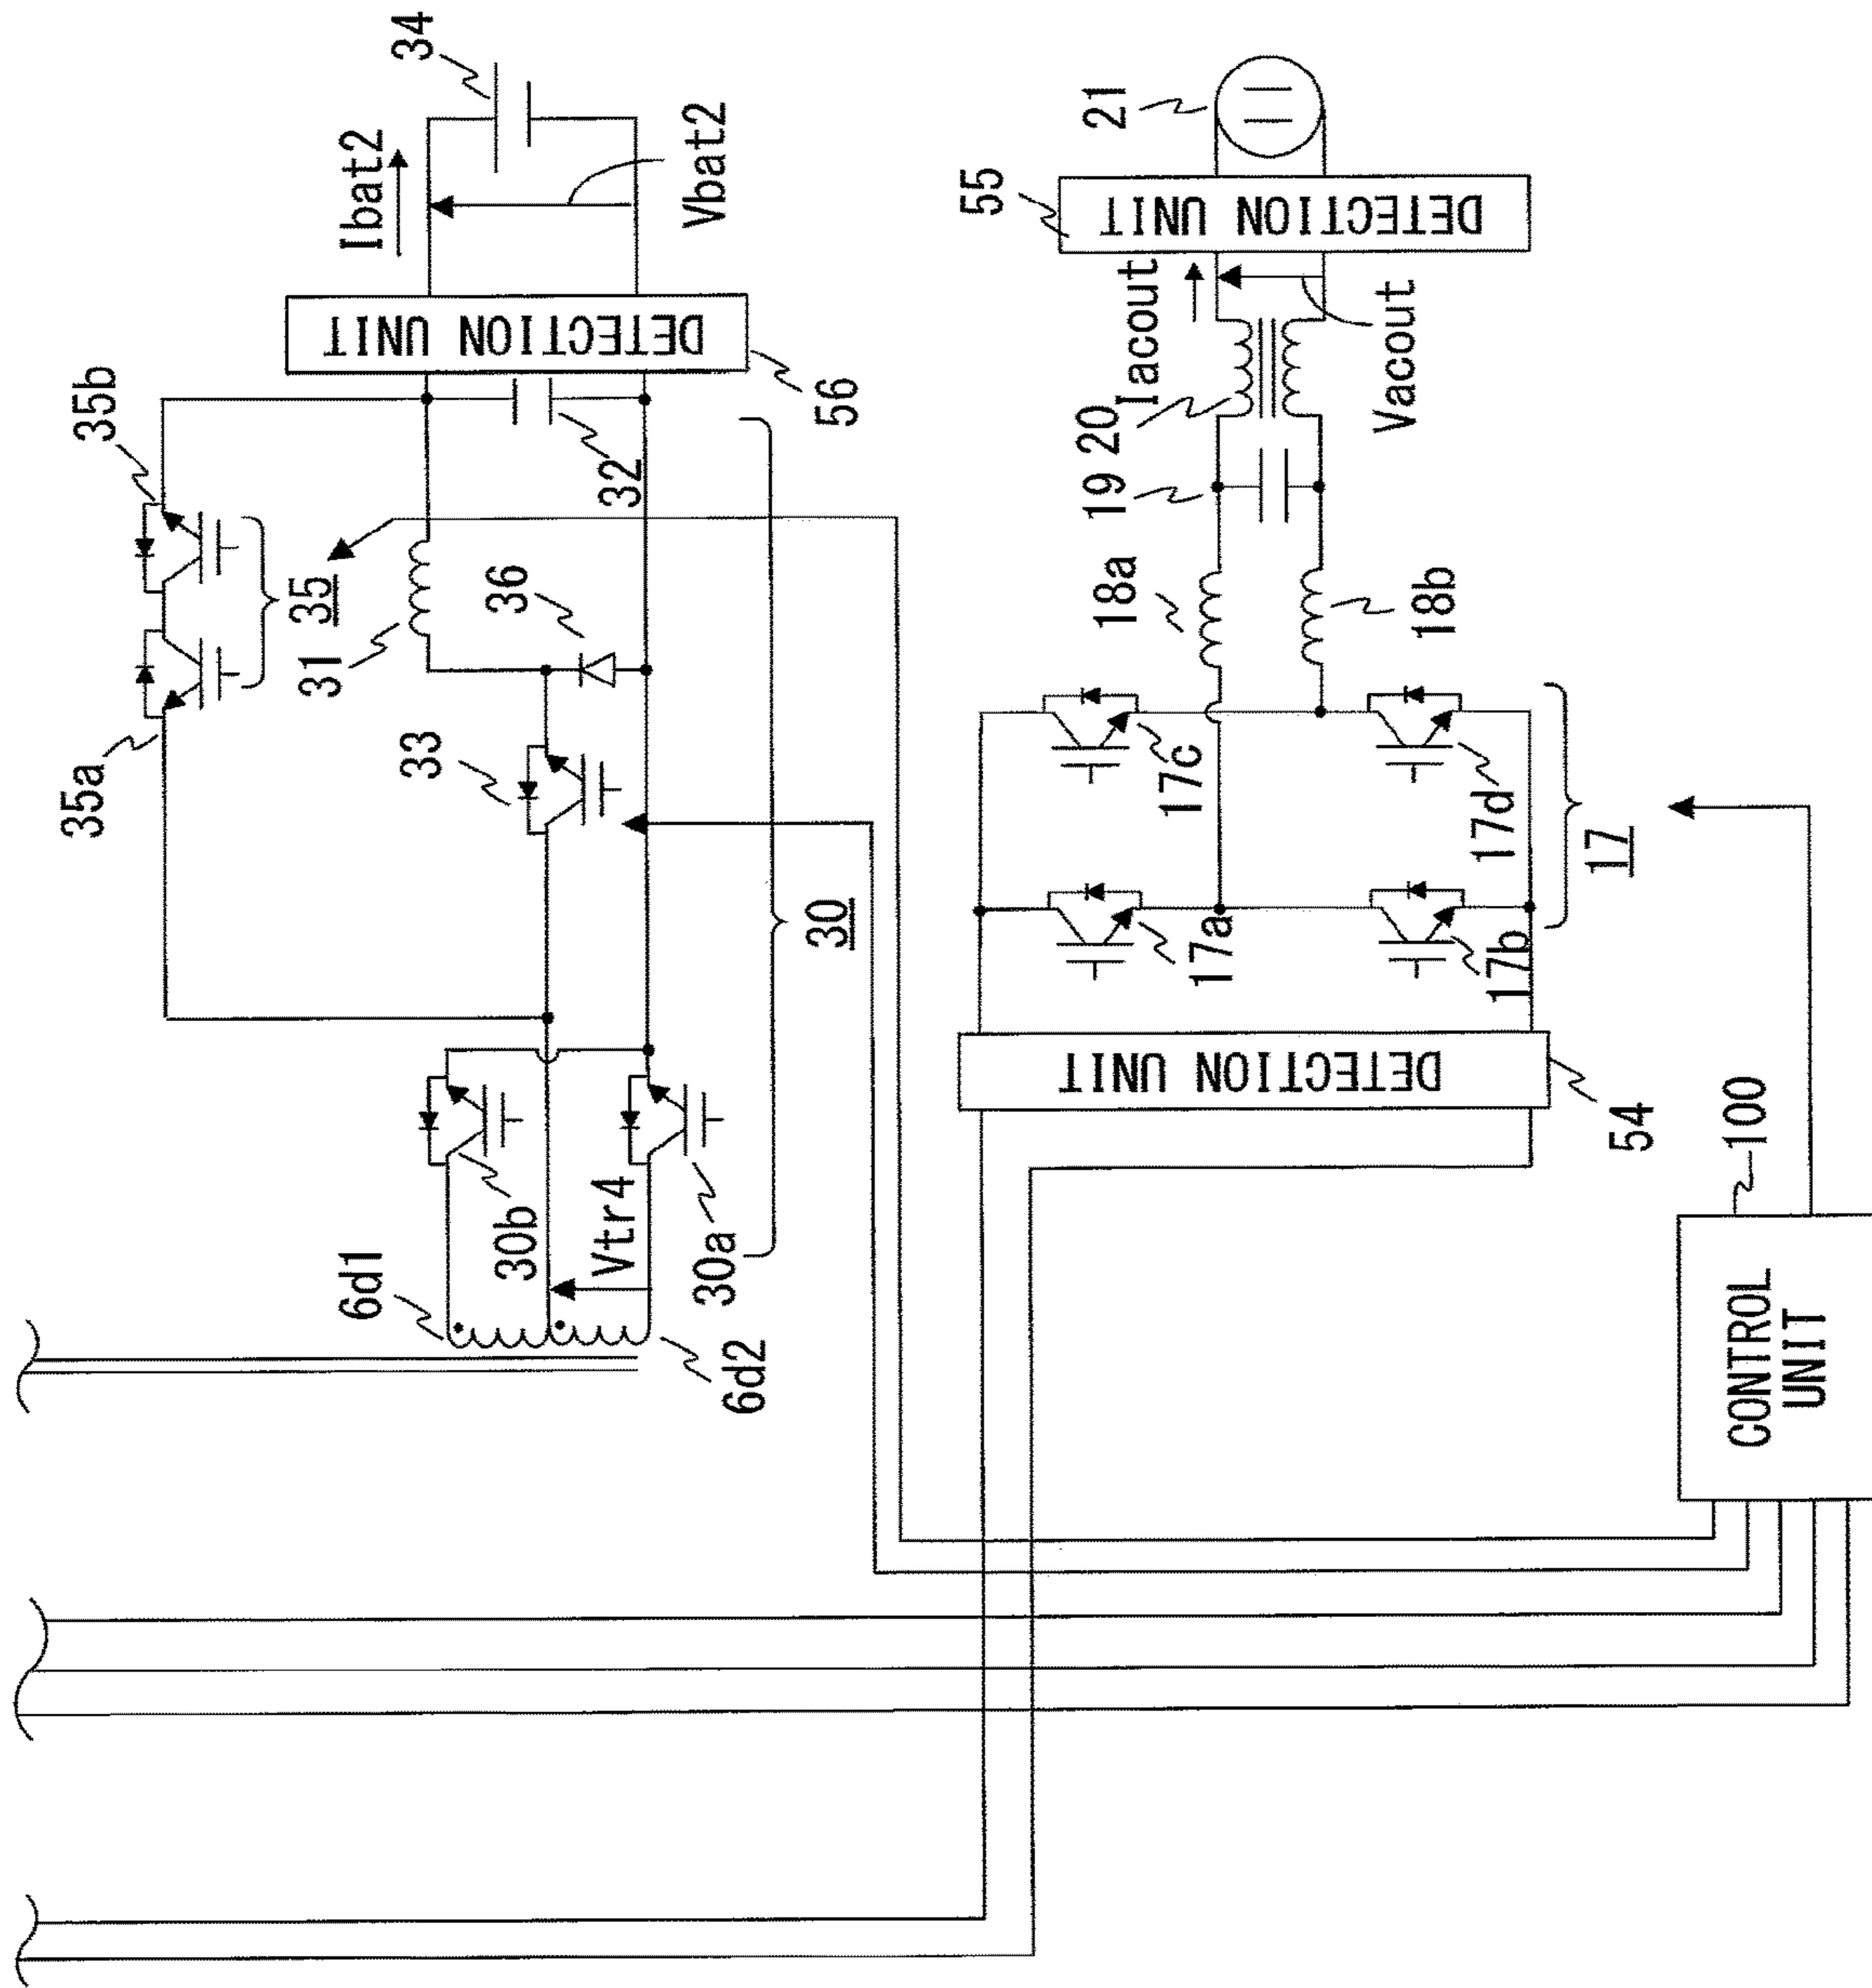 34
Ibat2
Vbat2
DETECTION UNIT
56
35b
35a
35
31
32
36
33
30
6d1
30b
Vtr4
30a
6d2
21
55
DETECTION UNIT
Iacout
Vacout
20
19
18a
18b
17c
17d
17a
17b
17
DETECTION UNIT
54
100
CONTROL
UNIT